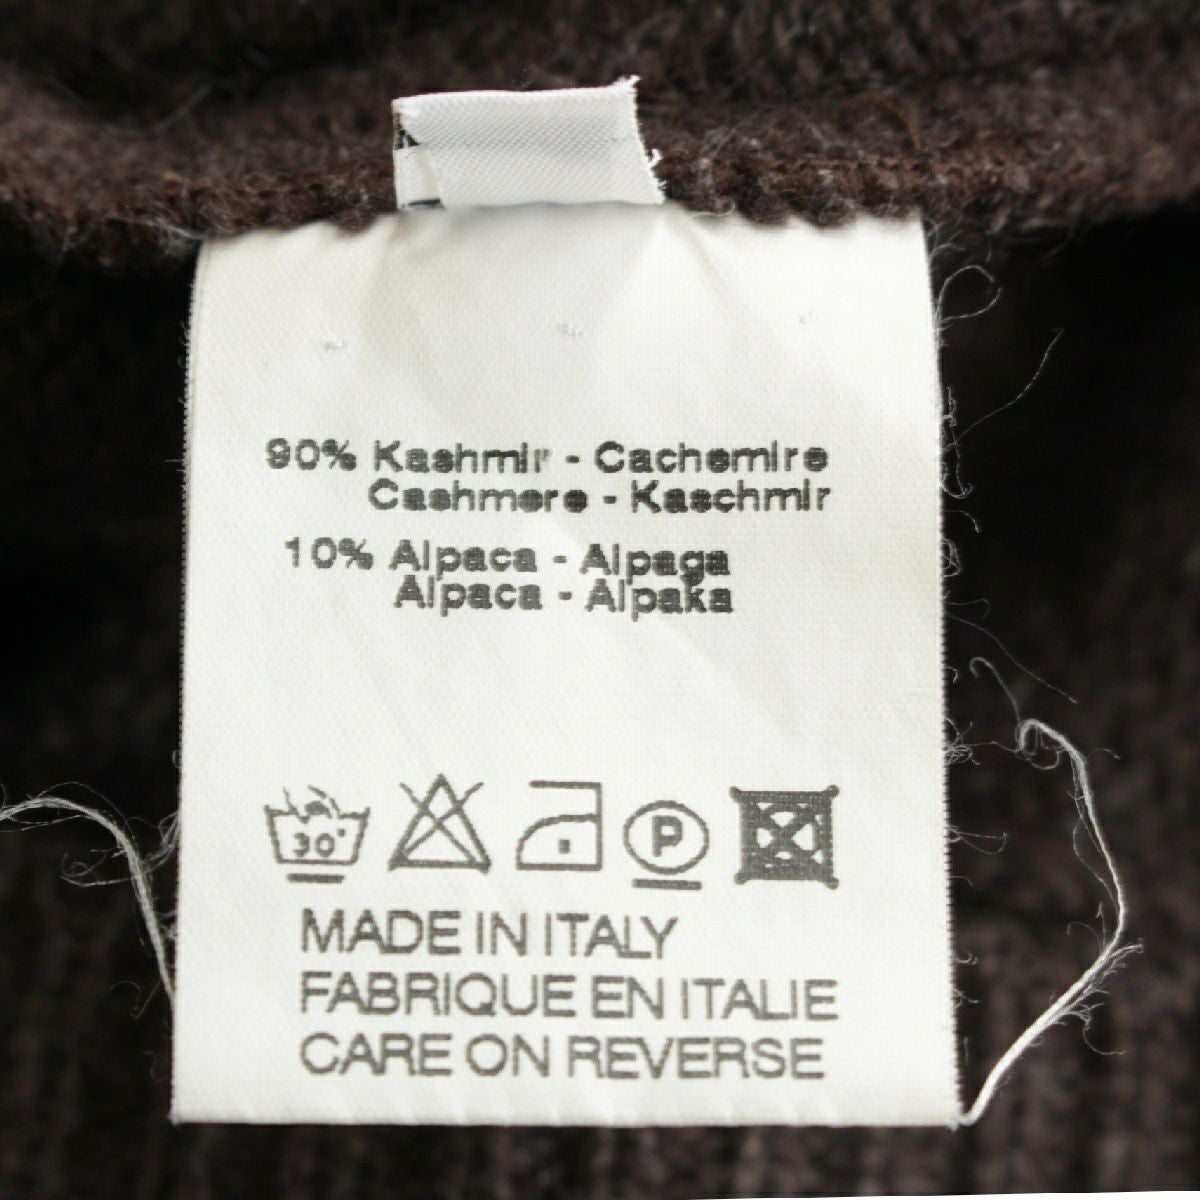 90% Kashmir - Cachemire
Cashmere - Kaschmir
10% Alpaca - Alpaga
Alpaca - Alpaka
30°
P
MADE IN ITALY
FABRIQUE EN ITALIE
CARE ON REVERSE